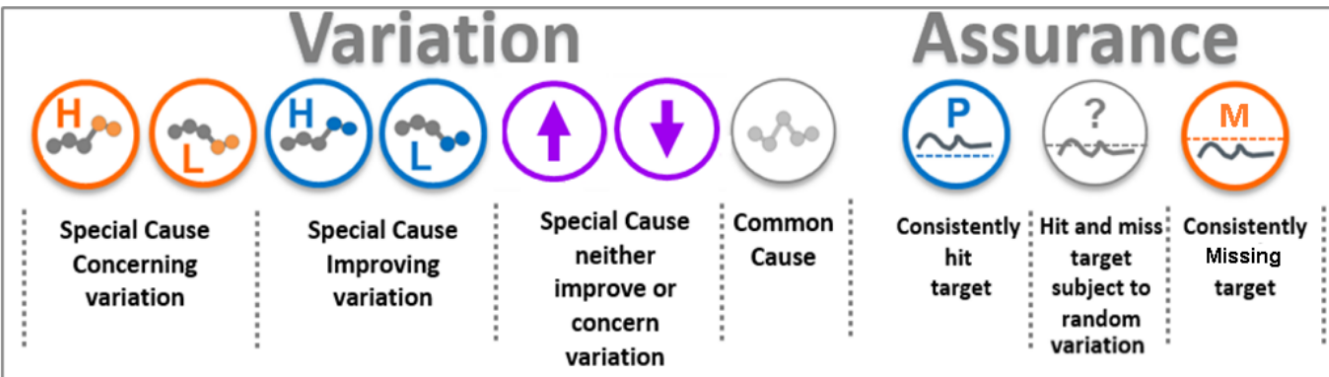 Variation
Assurance
H
L
H
L
P
?
M
Special Cause
Concerning
variation
Special Cause
Improving
variation
Special Cause
neither
improve or
concern
variation
Common
Cause
Consistently
hit
target
Hit and miss
target
subject to
random
variation
Consistently
Missing
target